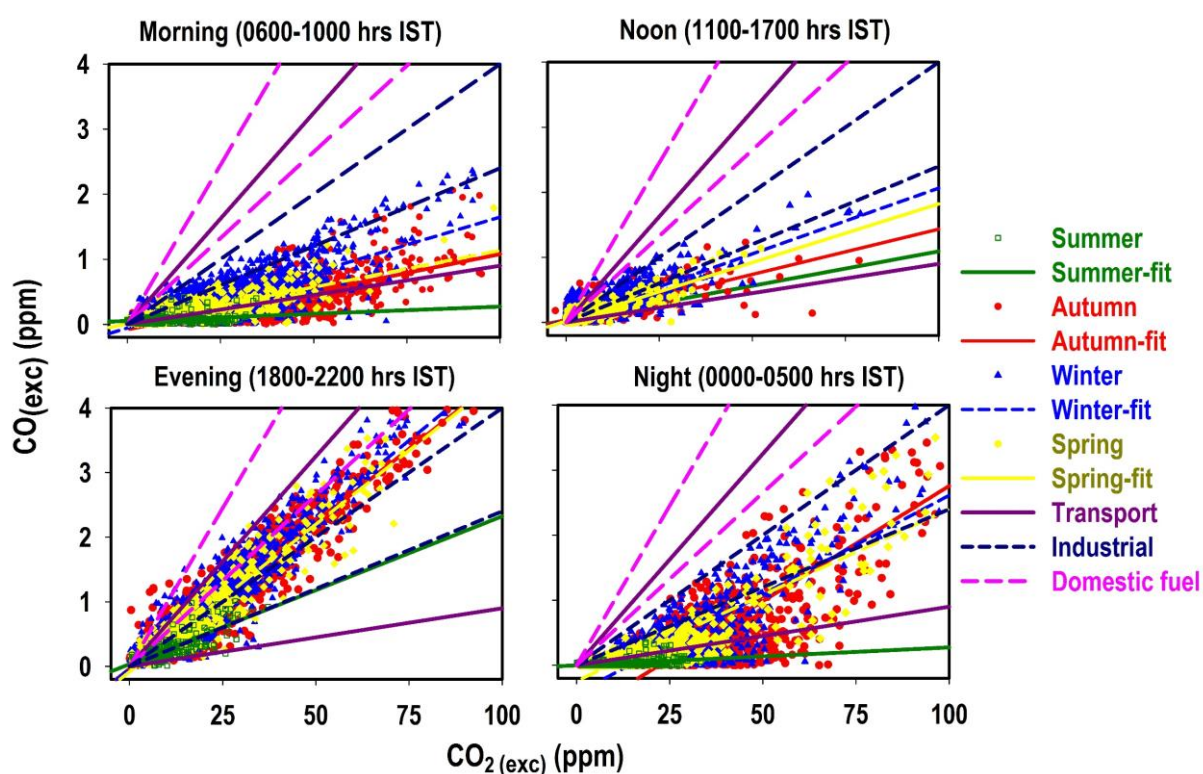 Morning (0600-1000 hrs IST)
Noon (1100-1700 hrs IST)
4
3
2
1
0
Evening (1800-2200 hrs IST)
Night (0000-0500 hrs IST)
4
3
2
1
0
0 25 50 75 100
0 25 50 75 100
CO(exc) (ppm)
CO₂ (exc) (ppm)
Summer
Summer-fit
Autumn
Autumn-fit
Winter
Winter-fit
Spring
Spring-fit
Transport
Industrial
Domestic fuel